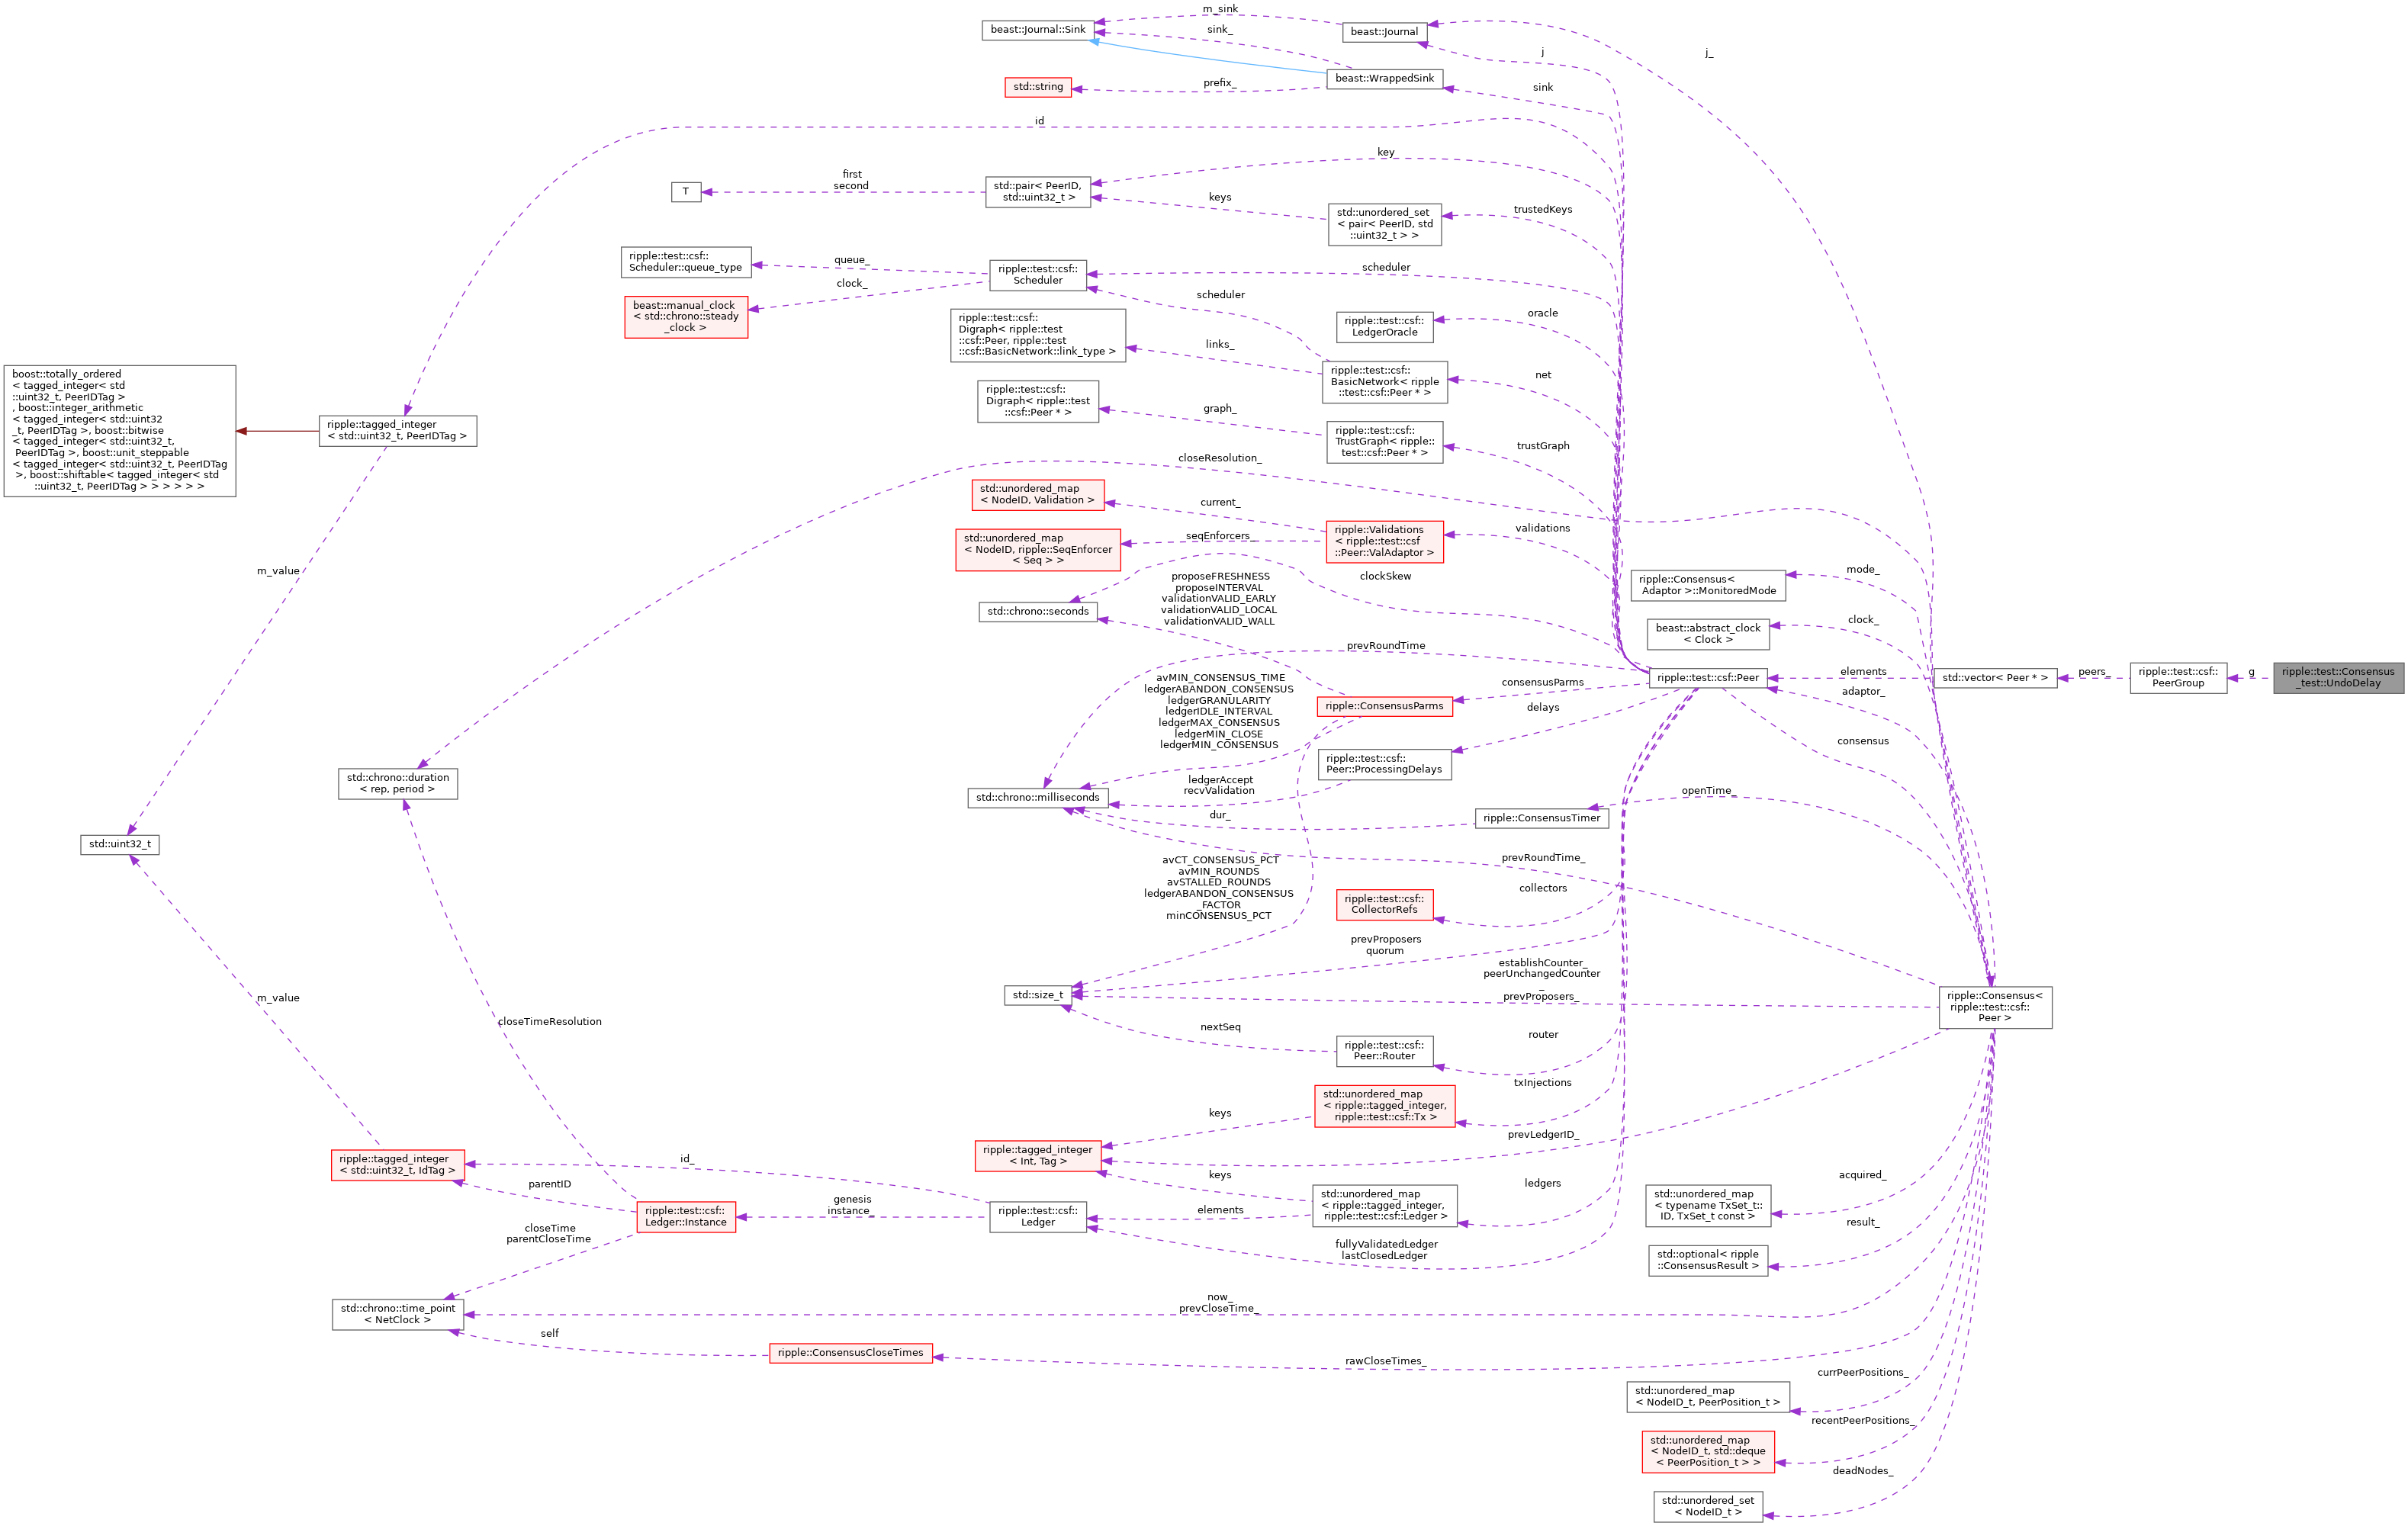 m_sink
beast::Journal::Sink
beast::Journal
sink_
j
j_
beast::WrappedSink
std::string
prefix_
sink
id
key
first
second
T
std::pair< PeerID,
std::uint32_t >
keys
std::unordered_set
< pair< PeerID, std
::uint32_t > >
trustedKeys
ripple::test::csf::
Scheduler::queue_type
queue_
ripple::test::csf::
Scheduler
scheduler
clock_
beast::manual_clock
< std::chrono::steady
_clock >
scheduler
ripple::test::csf::
Digraph< ripple::test
::csf::Peer, ripple::test
::csf::BasicNetwork::link_type >
links_
ripple::test::csf::
LedgerOracle
oracle
ripple::test::csf::
BasicNetwork< ripple
::test::csf::Peer * >
net
ripple::test::csf::
Digraph< ripple::test
::csf::Peer * >
graph_
ripple::test::csf::
TrustGraph< ripple::
test::csf::Peer * >
trustGraph
boost::totally_ordered
< tagged_integer< std
::uint32_t, PeerIDTag >
, boost::integer_arithmetic
< tagged_integer< std::uint32
_t, PeerIDTag >, boost::bitwise
< tagged_integer< std::uint32_t,
PeerIDTag >, boost::unit_steppable
< tagged_integer< std::uint32_t, PeerIDTag
>, boost::shiftable< tagged_integer< std
::uint32_t, PeerIDTag > > > > > >
ripple::tagged_integer
< std::uint32_t, PeerIDTag >
closeResolution_
std::unordered_map
< NodeID, Validation >
current_
std::unordered_map
< NodeID, ripple::SeqEnforcer
< Seq > >
seqEnforcers_
ripple::Validations
< ripple::test::csf
::Peer::ValAdaptor >
validations
m_value
clockSkew
proposeFRESHNESS
proposeINTERVAL
validationVALID_EARLY
validationVALID_LOCAL
validationVALID_WALL
std::chrono::seconds
ripple::Consensus<
Adaptor >::MonitoredMode
mode_
beast::abstract_clock
< Clock >
clock_
prevRoundTime
avMIN_CONSENSUS_TIME
ledgerABANDON_CONSENSUS
ledgerGRANULARITY
ledgerIDLE_INTERVAL
ledgerMAX_CONSENSUS
ledgerMIN_CLOSE
ledgerMIN_CONSENSUS
consensusParms
ripple::ConsensusParms
ripple::test::csf::Peer
elements
adaptor_
std::vector< Peer * >
peers_
ripple::test::csf::
PeerGroup
g
ripple::test::Consensus
_test::UndoDelay
delays
consensus
ripple::test::csf::
Peer::ProcessingDelays
ledgerAccept
recvValidation
std::chrono::duration
< rep, period >
std::chrono::milliseconds
dur_
ripple::ConsensusTimer
openTime_
std::uint32_t
prevRoundTime_
avCT_CONSENSUS_PCT
avMIN_ROUNDS
avSTALLED_ROUNDS
ledgerABANDON_CONSENSUS
_FACTOR
minCONSENSUS_PCT
ripple::test::csf::
CollectorRefs
collectors
prevProposers
quorum
establishCounter_
peerUnchangedCounter
_
prevProposers_
std::size_t
ripple::Consensus<
ripple::test::csf::
Peer >
m_value
closeTimeResolution
nextSeq
ripple::test::csf::
Peer::Router
router
txInjections
std::unordered_map
< ripple::tagged_integer,
ripple::test::csf::Tx >
keys
prevLedgerID_
ripple::tagged_integer
< Int, Tag >
ripple::tagged_integer
< std::uint32_t, IdTag >
id_
parentID
keys
acquired_
ledgers
std::unordered_map
< ripple::tagged_integer,
ripple::test::csf::Ledger >
std::unordered_map
< typename TxSet_t::
ID, TxSet_t const >
genesis
instance_
ripple::test::csf::
Ledger::Instance
ripple::test::csf::
Ledger
elements
closeTime
parentCloseTime
result_
fullyValidatedLedger
lastClosedLedger
std::optional< ripple
::ConsensusResult >
std::chrono::time_point
< NetClock >
now_
prevCloseTime_
self
ripple::ConsensusCloseTimes
rawCloseTimes_
currPeerPositions_
std::unordered_map
< NodeID_t, PeerPosition_t >
recentPeerPositions_
std::unordered_map
< NodeID_t, std::deque
< PeerPosition_t > >
deadNodes_
std::unordered_set
< NodeID_t >